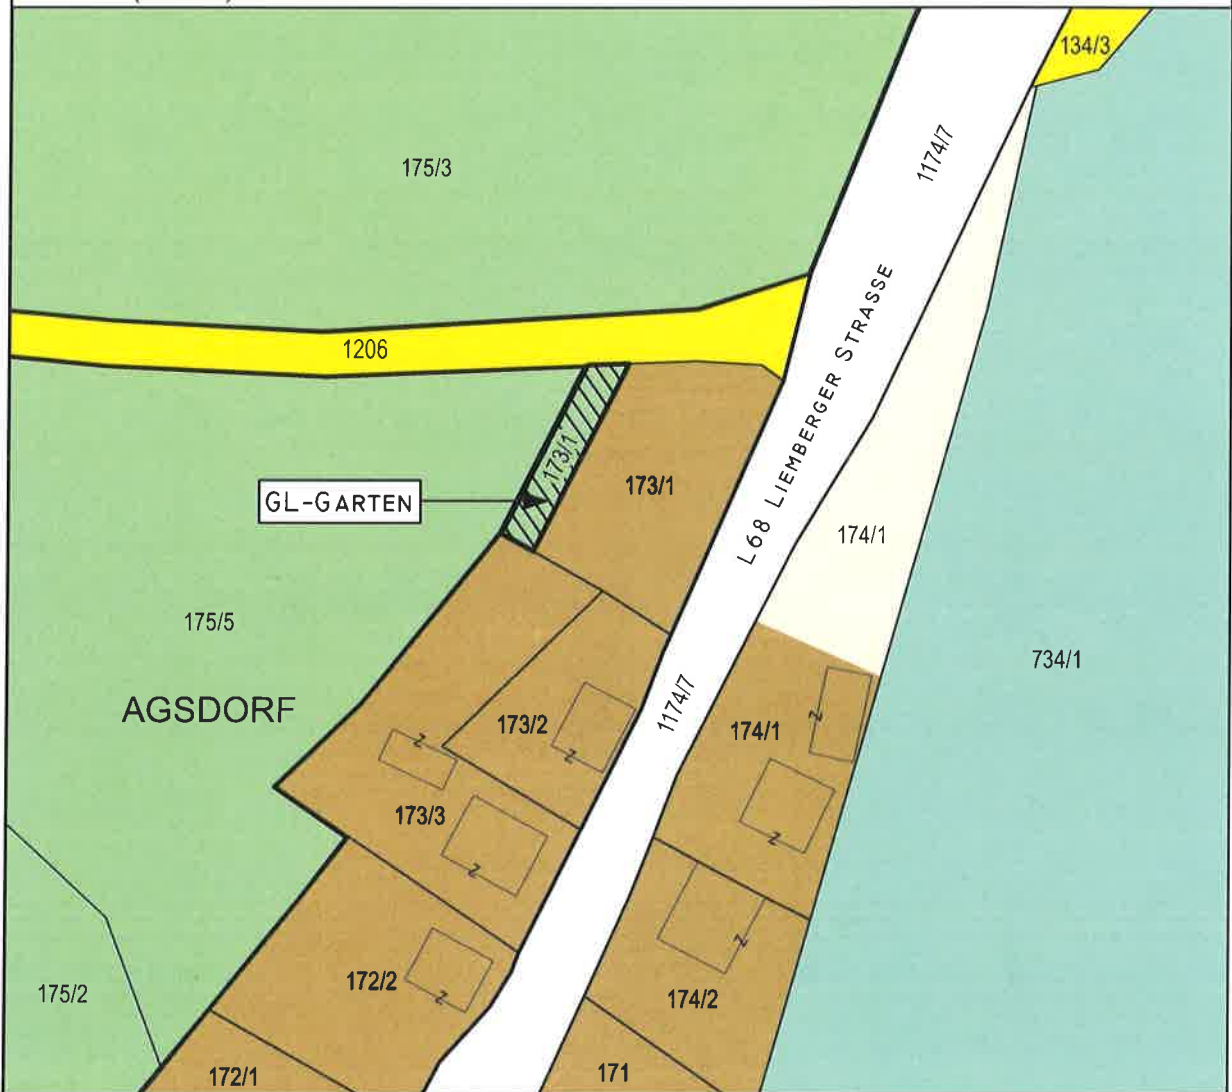 134/3
1174/7
175/3
1206
173/1
173/1
GL-GARTEN
L68 LIEMBERGER STRASSE
174/1
175/5
734/1
AGSDORF
1174/7
173/2
174/1
Z
Z
Z
173/3
Z
Z
Z
172/2
Z
Z
175/2
174/2
172/1
171